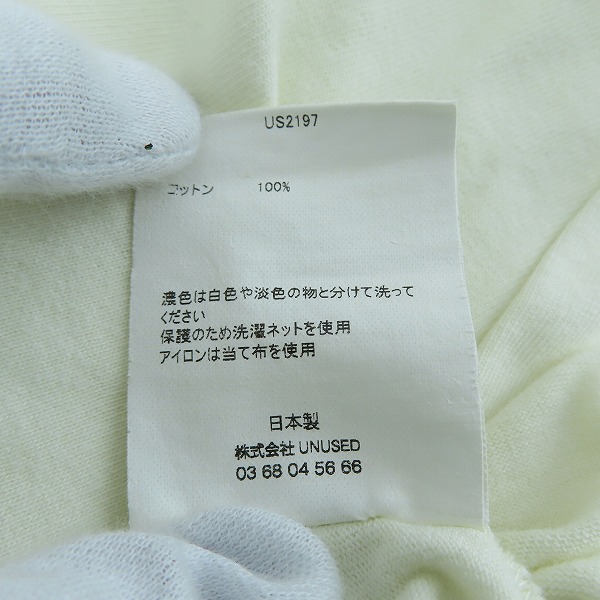 US2197
コットン 100%
濃色は白色や淡色の物と分けて洗って
ください
保護のため洗濯ネットを使用
アイロンは当て布を使用
日本製
株式会社 UNUSED
03 68 04 56 66